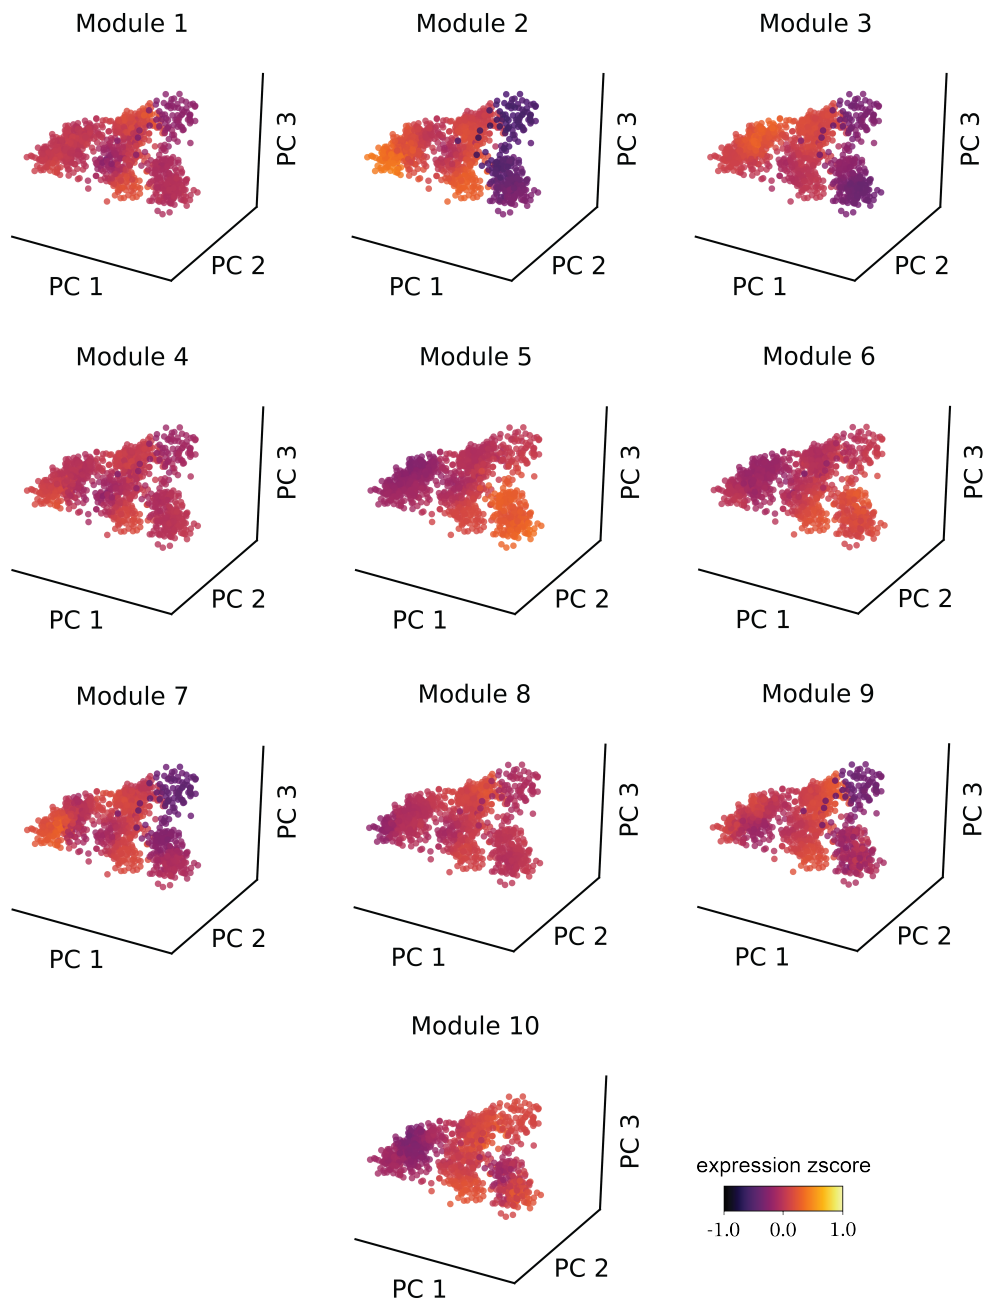 Module 1
Module 2
Module 3
PC 3
PC 3
PC 3
PC 2
PC 2
PC 2
PC 1
PC 1
PC 1
Module 4
Module 5
Module 6
PC 3
PC 3
PC 3
PC 2
PC 2
PC 2
PC 1
PC 1
PC 1
Module 7
Module 8
Module 9
PC 3
PC 3
PC 3
PC 2
PC 2
PC 2
PC 1
PC 1
PC 1
Module 10
PC 3
PC 2
PC 1
expression zscore
-1.0 0.0 1.0